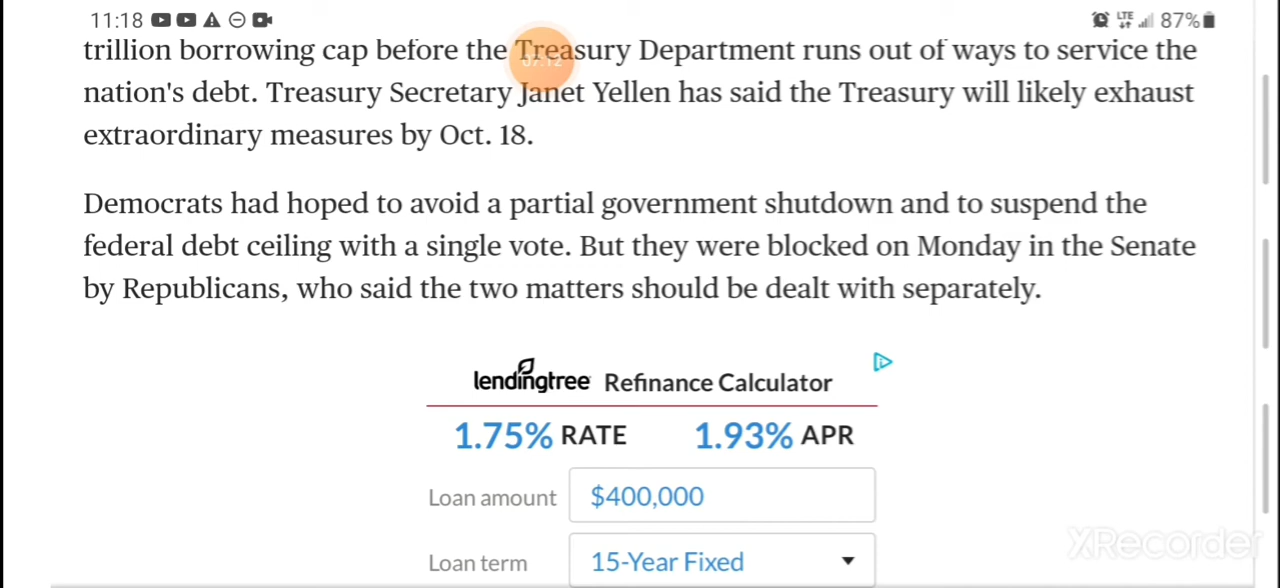 11:18 LTE 87%
trillion borrowing cap before the Treasury Department runs out of ways to service the
07:12
nation's debt. Treasury Secretary Janet Yellen has said the Treasury will likely exhaust
extraordinary measures by Oct. 18.
Democrats had hoped to avoid a partial government shutdown and to suspend the
federal debt ceiling with a single vote. But they were blocked on Monday in the Senate
by Republicans, who said the two matters should be dealt with separately.
lendingtree Refinance Calculator
1.75% RATE 1.93% APR
Loan amount $400,000
XRecorder
Loan term 15-Year Fixed